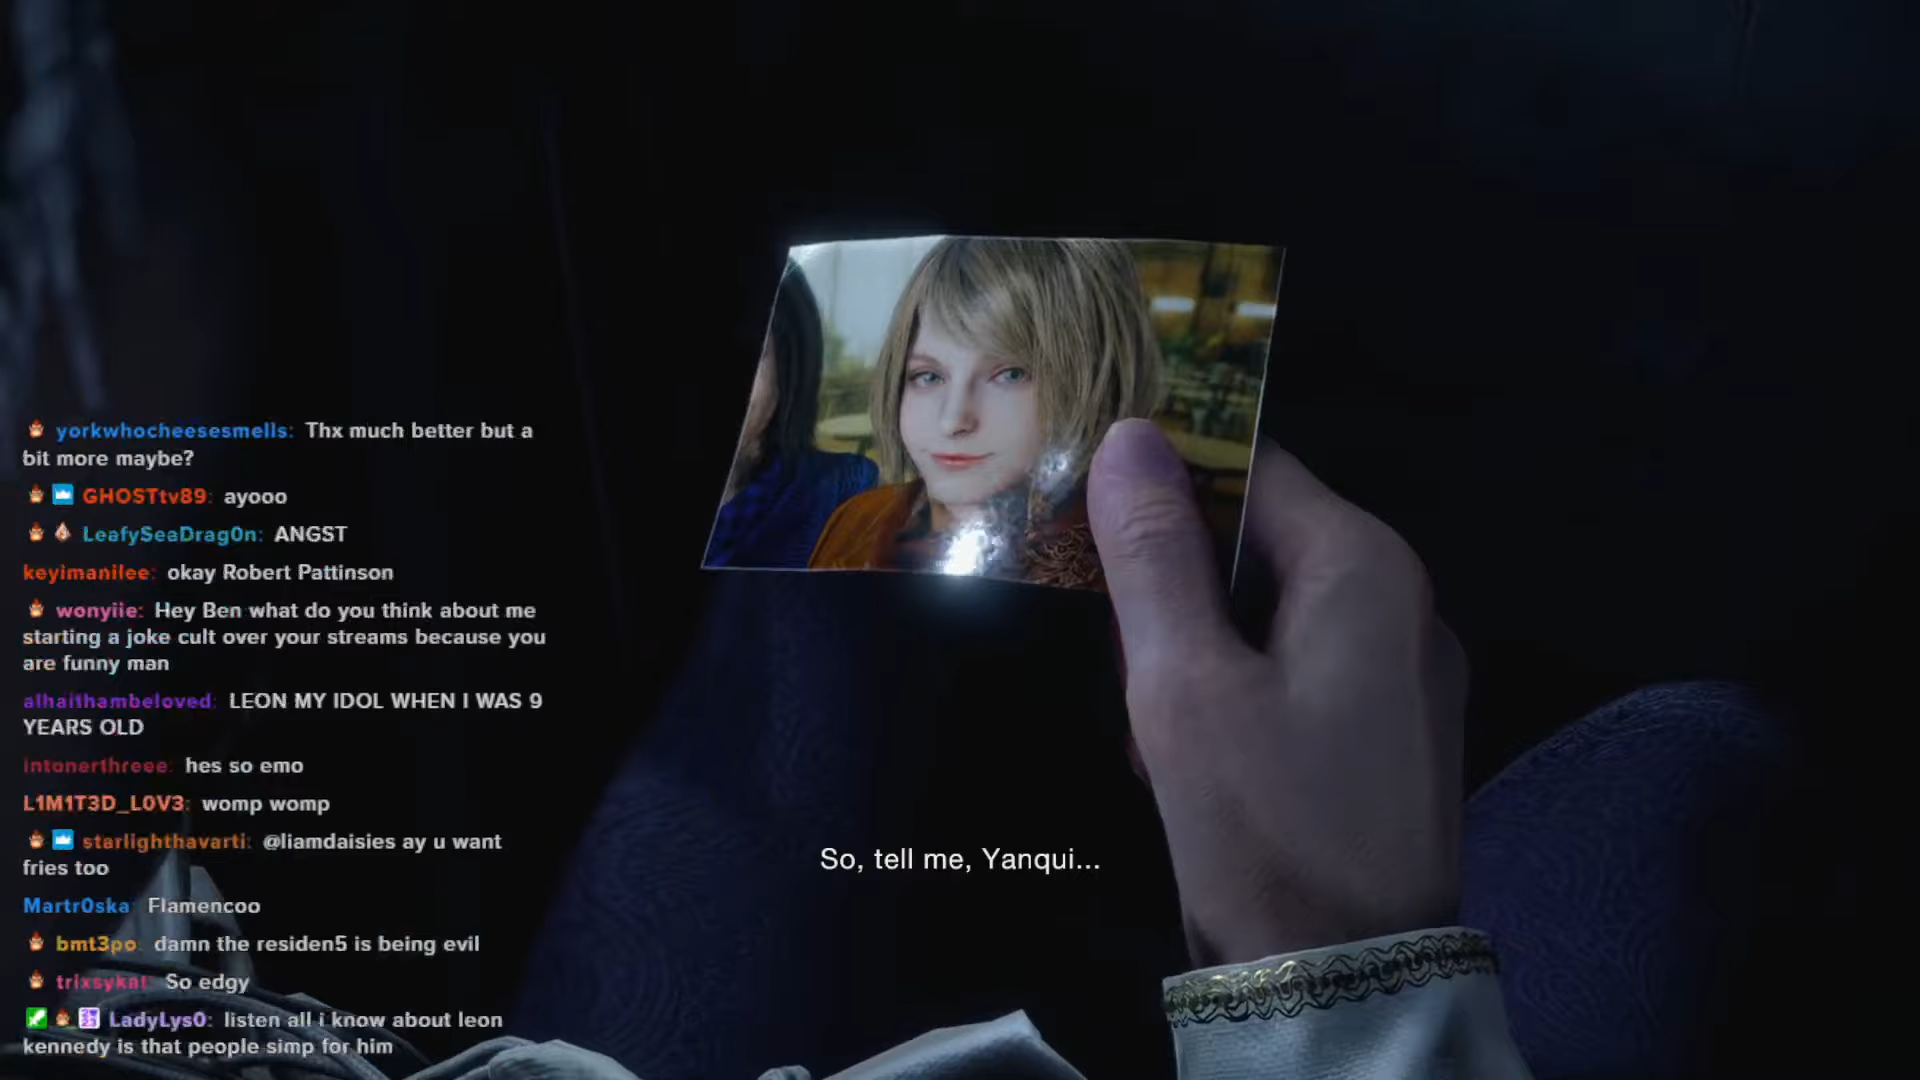 yorkwhocheesesmells: Thx much better but a
bit more maybe?
GHOSTtv89: ayooo
LeafySeaDrag0n: ANGST
keyimanilee: okay Robert Pattinson
wonyiie: Hey Ben what do you think about me
starting a joke cult over your streams because you
are funny man
alhaithambeloved: LEON MY IDOL WHEN I WAS 9
YEARS OLD
intonerthreee: hes so emo
L1M1T3D_L0V3: womp womp
starlighthavarti: @liamdaisies ay u want
fries too
So, tell me, Yanqui...
Martr0ska: Flamencoo
bmt3po: damn the residen5 is being evil
trixsykat: So edgy
LadyLys0: listen all i know about leon
kennedy is that people simp for him